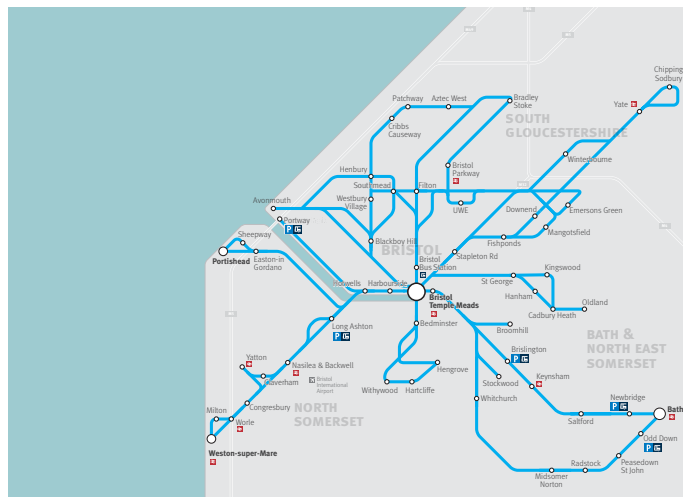 Chipping
Sodbury
Yate
Bradley
Stoke
Patchway
Aztec West
SOUTH
GLOUCESTERSHIRE
Cribbs
Causeway
Winterbourne
Henbury
Bristol
Parkway
Southmead
Filton
Westbury
Village
Avonmouth
Portway
UWE
Downend
Emersons Green
Mangotsfield
Sheepway
Blackboy Hill
BRISTOL
Fishponds
Easton-in
Gordano
Portishead
Stapleton Rd
Bristol
Bus Station
Kingswood
St George
Hotwells
Harbourside
Bristol
Temple Meads
Hanham
Oldland
Cadbury Heath
Long Ashton
P
Bedminster
Broomhill
BATH &
NORTH EAST
SOMERSET
Yatton
Nasilea & Backwell
Brislington
P
Hengrove
Keynsham
Claverham
Bristol
International
Airport
Withywood
Hartcliffe
Stockwood
Whitchurch
Newbridge
P
Milton
Congresbury
NORTH
SOMERSET
Worle
Saltford
Bath
Odd Down
P
Weston-super-Mare
Radstock
Peasedown
St John
Midsomer
Norton